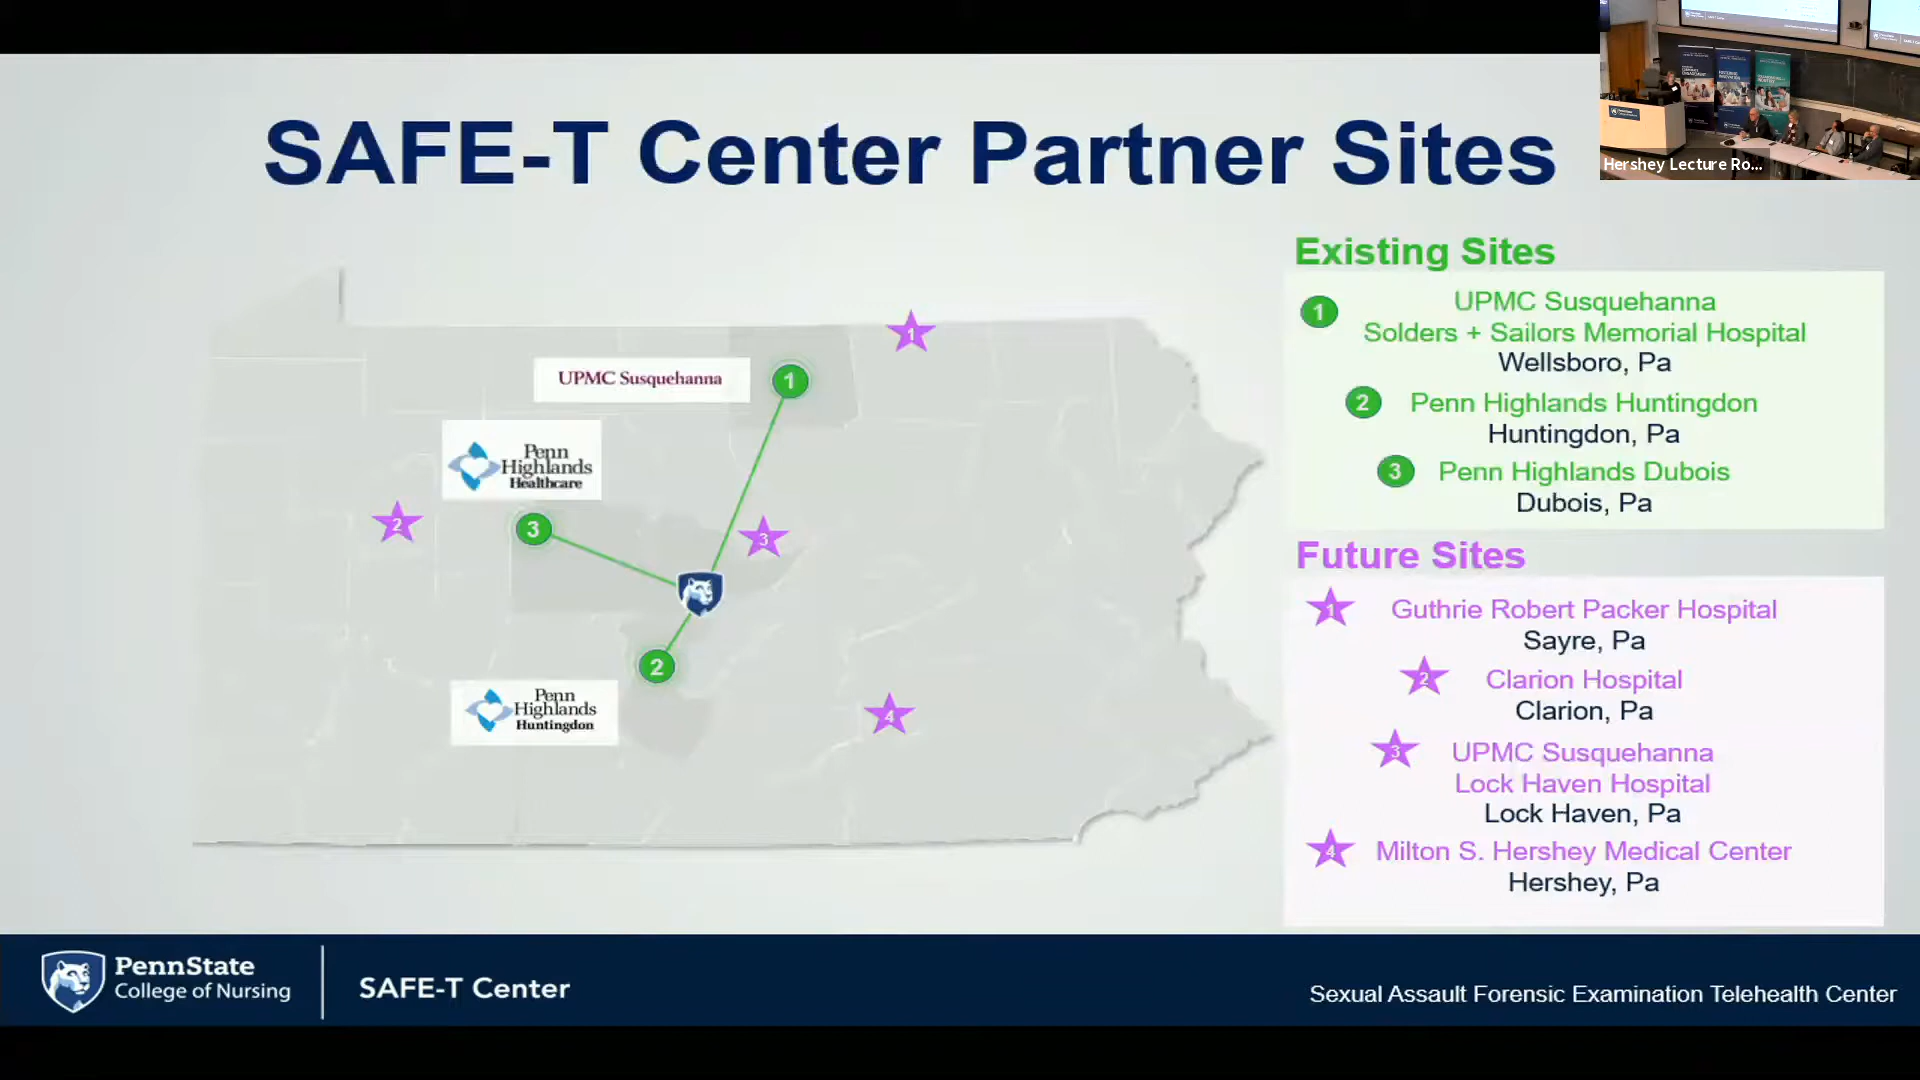 SAFE-T Center Partner Sites
Hershey Lecture Ro...
Existing Sites
1
UPMC Susquehanna
Solders + Sailors Memorial Hospital
Wellsboro, Pa
2
Penn Highlands Huntingdon
Huntingdon, Pa
3
Penn Highlands Dubois
Dubois, Pa
Future Sites
1
Guthrie Robert Packer Hospital
Sayre, Pa
2
Clarion Hospital
Clarion, Pa
3
UPMC Susquehanna
Lock Haven Hospital
Lock Haven, Pa
4
Milton S. Hershey Medical Center
Hershey, Pa
1
UPMC Susquehanna
1
Penn
Highlands
Healthcare
2
3
3
2
Penn
Highlands
Huntingdon
4
PennState
College of Nursing
SAFE-T Center
Sexual Assault Forensic Examination Telehealth Center